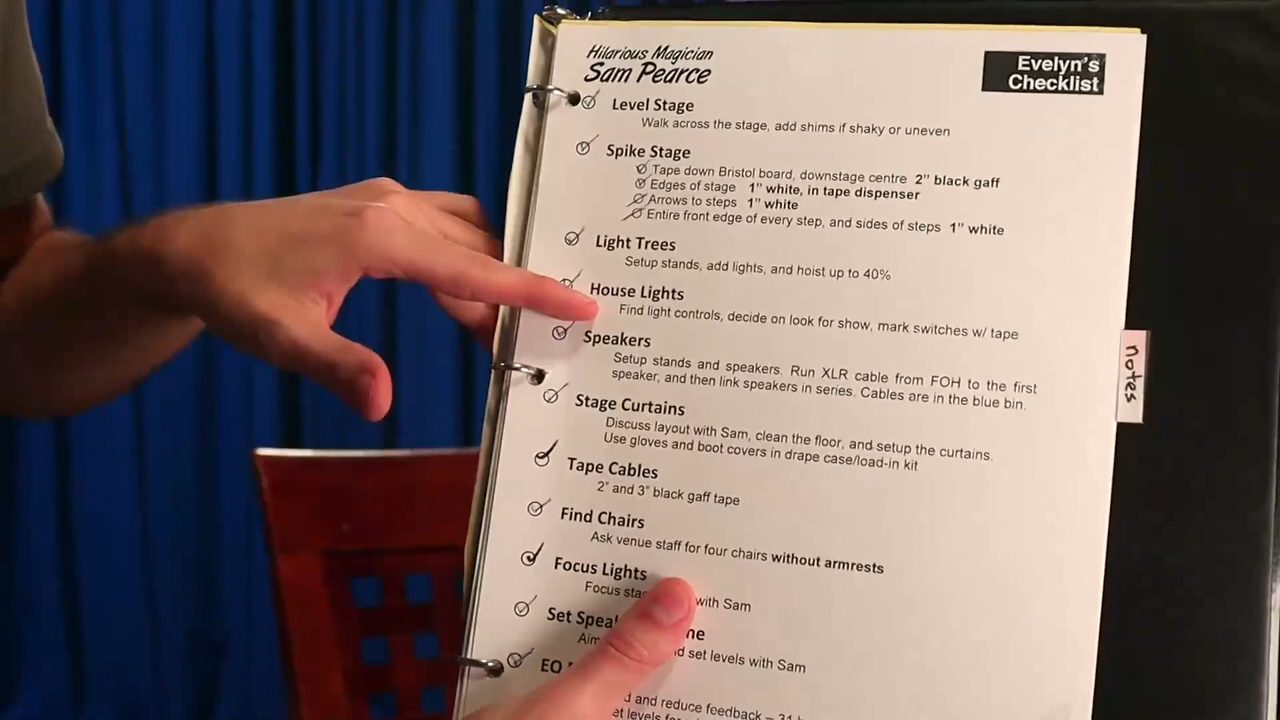 Hilarious Magician
Sam Pearce
Evelyn's
Checklist
Level Stage
Walk across the stage, add shims if shaky or uneven
Spike Stage
Tape down Bristol board, downstage centre 2" black gaff
Edges of stage 1" white, in tape dispenser
Arrows to steps 1" white
Entire front edge of every step, and sides of steps 1" white
Light Trees
Setup stands, add lights, and hoist up to 40%
House Lights
Find light controls, decide on look for show, mark switches w/ tape
Speakers
Setup stands and speakers. Run XLR cable from FOH to the first
speaker, and then link speakers in series. Cables are in the blue bin.
notes
Stage Curtains
Discuss layout with Sam, clean the floor, and setup the curtains.
Use gloves and boot covers in drape case/load-in kit
Tape Cables
2" and 3" black gaff tape
Find Chairs
Ask venue staff for four chairs without armrests
Focus Lights
Focus with Sam
Set
set levels with Sam
EQ
and reduce feedback –
levels